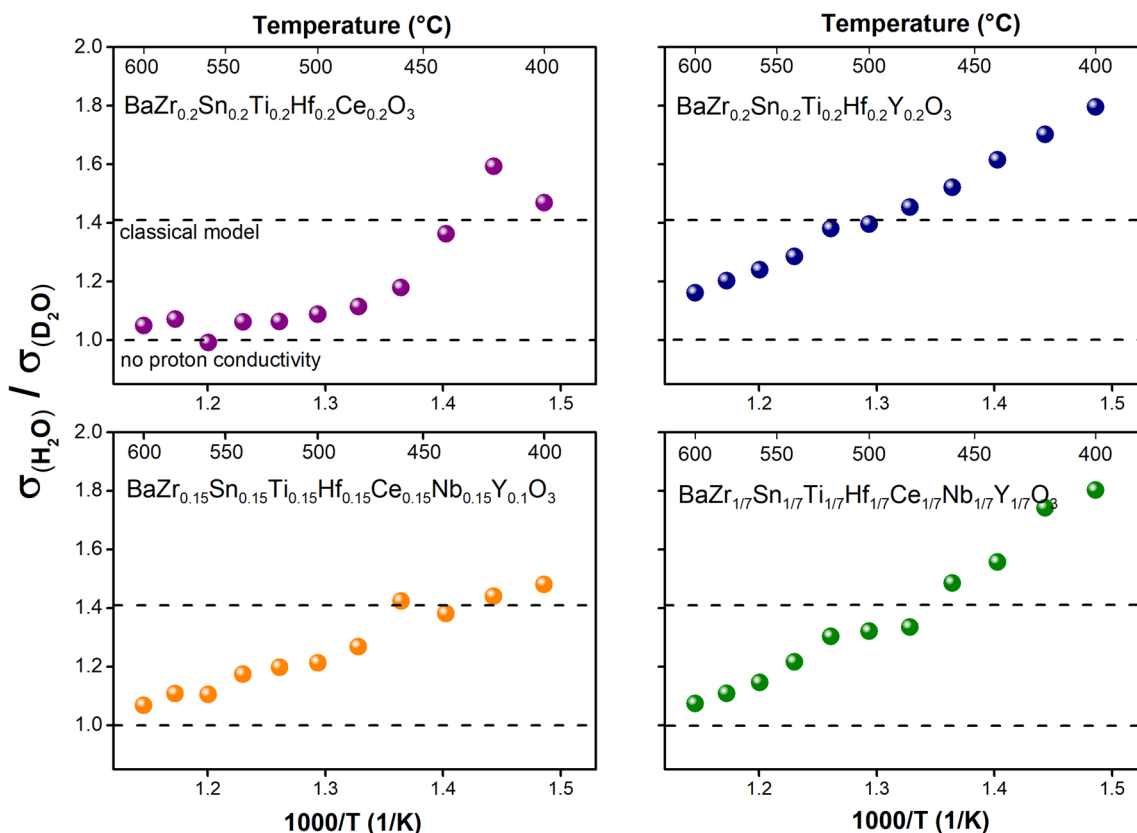 Temperature (°C)
600 550 500 450 400
2.0
1.8
1.6
1.4
1.2
1.0
BaZr0.2Sn0.2Ti0.2Hf0.2Ce0.2O3
classical model
no proton conductivity
1.2 1.3 1.4 1.5
Temperature (°C)
600 550 500 450 400
BaZr0.2Sn0.2Ti0.2Hf0.2Y0.2O3
1.2 1.3 1.4 1.5
σ(H2O) / σ(D2O)
600 550 500 450 400
2.0
1.8
1.6
1.4
1.2
1.0
BaZr0.15Sn0.15Ti0.15Hf0.15Ce0.15Nb0.15Y0.1O3
1.2 1.3 1.4 1.5
1000/T (1/K)
600 550 500 450 400
BaZr1/7Sn1/7Ti1/7Hf1/7Ce1/7Nb1/7Y1/7O3
1.2 1.3 1.4 1.5
1000/T (1/K)